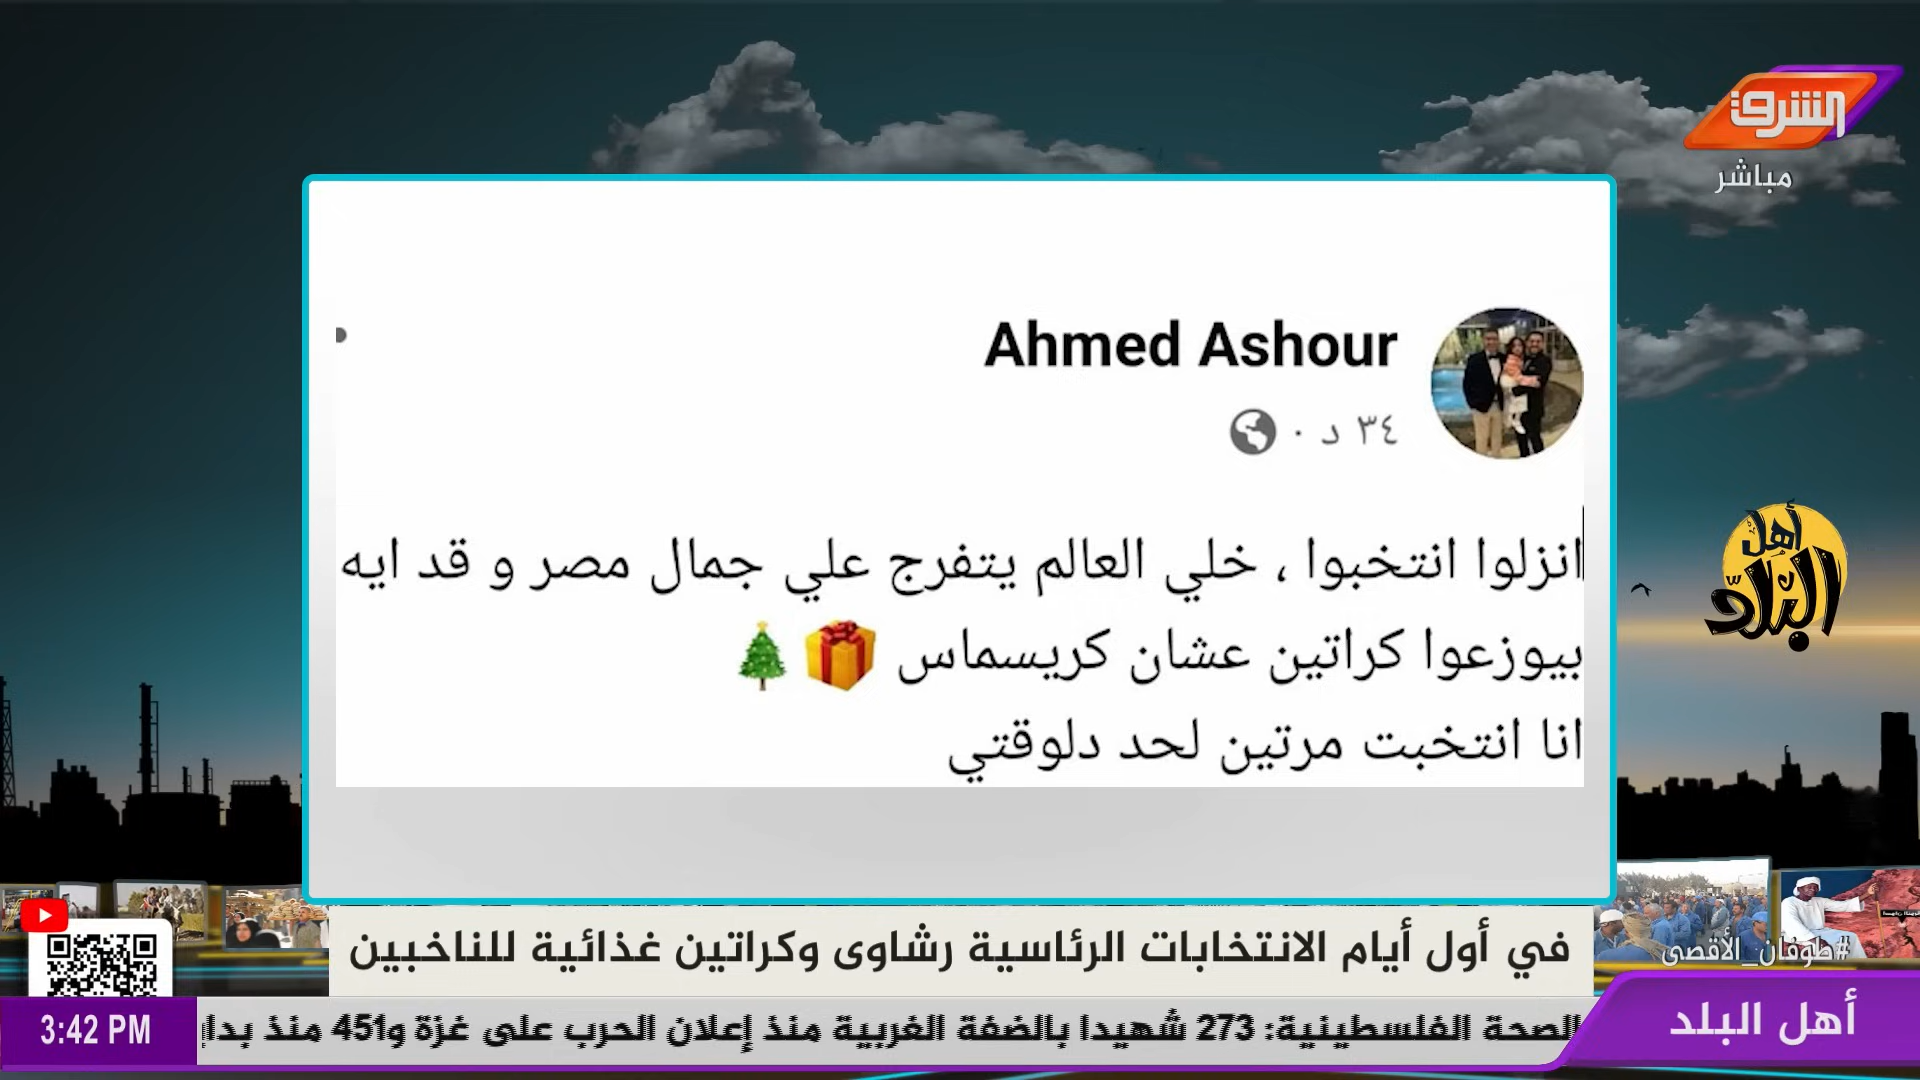 الشرق
مباشر
Ahmed Ashour
٣٤ د ·
انزلوا انتخبوا ، خلي العالم يتفرج علي جمال مصر و قد ايه
بيوزعوا كراتين عشان كريسماس 🎁🎄
انا انتخبت مرتين لحد دلوقتي
أهل البلد
#طوفان_الأقصى
في أول أيام الانتخابات الرئاسية رشاوى وكراتين غذائية للناخبين
أهل البلد
الصحة الفلسطينية: 273 شهيدا بالضفة الغربية منذ إعلان الحرب على غزة و451 منذ
3:42 PM